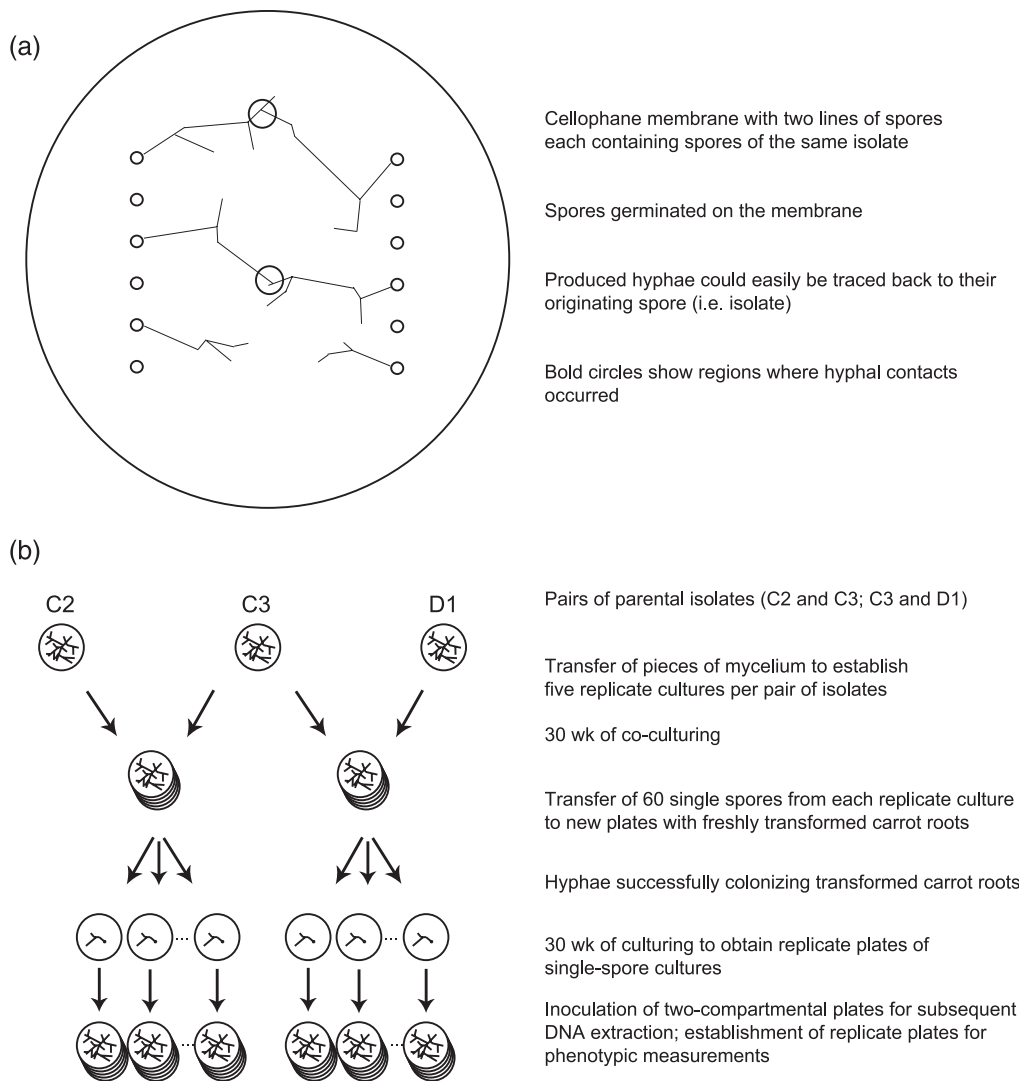 (a)
Cellophane membrane with two lines of spores
each containing spores of the same isolate
Spores germinated on the membrane
Produced hyphae could easily be traced back to their
originating spore (i.e. isolate)
Bold circles show regions where hyphal contacts
occurred
(b)
C2 C3 D1
Pairs of parental isolates (C2 and C3; C3 and D1)
Transfer of pieces of mycelium to establish
five replicate cultures per pair of isolates
30 wk of co-culturing
Transfer of 60 single spores from each replicate culture
to new plates with freshly transformed carrot roots
Hyphae successfully colonizing transformed carrot roots
30 wk of culturing to obtain replicate plates of
single-spore cultures
Inoculation of two-compartmental plates for subsequent
DNA extraction; establishment of replicate plates for
phenotypic measurements